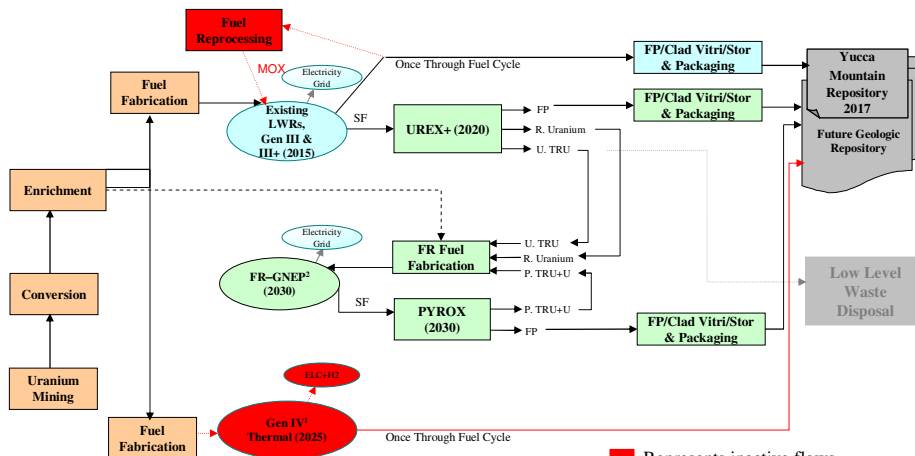 Fuel
Reprocessing
MOX
Electricity
Grid
Once Through Fuel Cycle
FP/Clad Vitri/Stor
& Packaging
Yucca
Mountain
Repository
2017
Fuel
Fabrication
Existing
LWRs,
Gen III &
III+ (2015)
SF
UREX+ (2020)
FP
R. Uranium
U. TRU
FP/Clad Vitri/Stor
& Packaging
Future Geologic
Repository
Enrichment
Electricity
Grid
FR Fuel
Fabrication
U. TRU
R. Uranium
P. TRU+U
FR–GNEP2
(2030)
SF
PYROX
(2030)
P. TRU+U
FP
FP/Clad Vitri/Stor
& Packaging
Low Level
Waste
Disposal
Conversion
Uranium
Mining
ELC+H2
Fuel
Fabrication
Gen IV1
Thermal (2025)
Once Through Fuel Cycle
Represents inactive flows